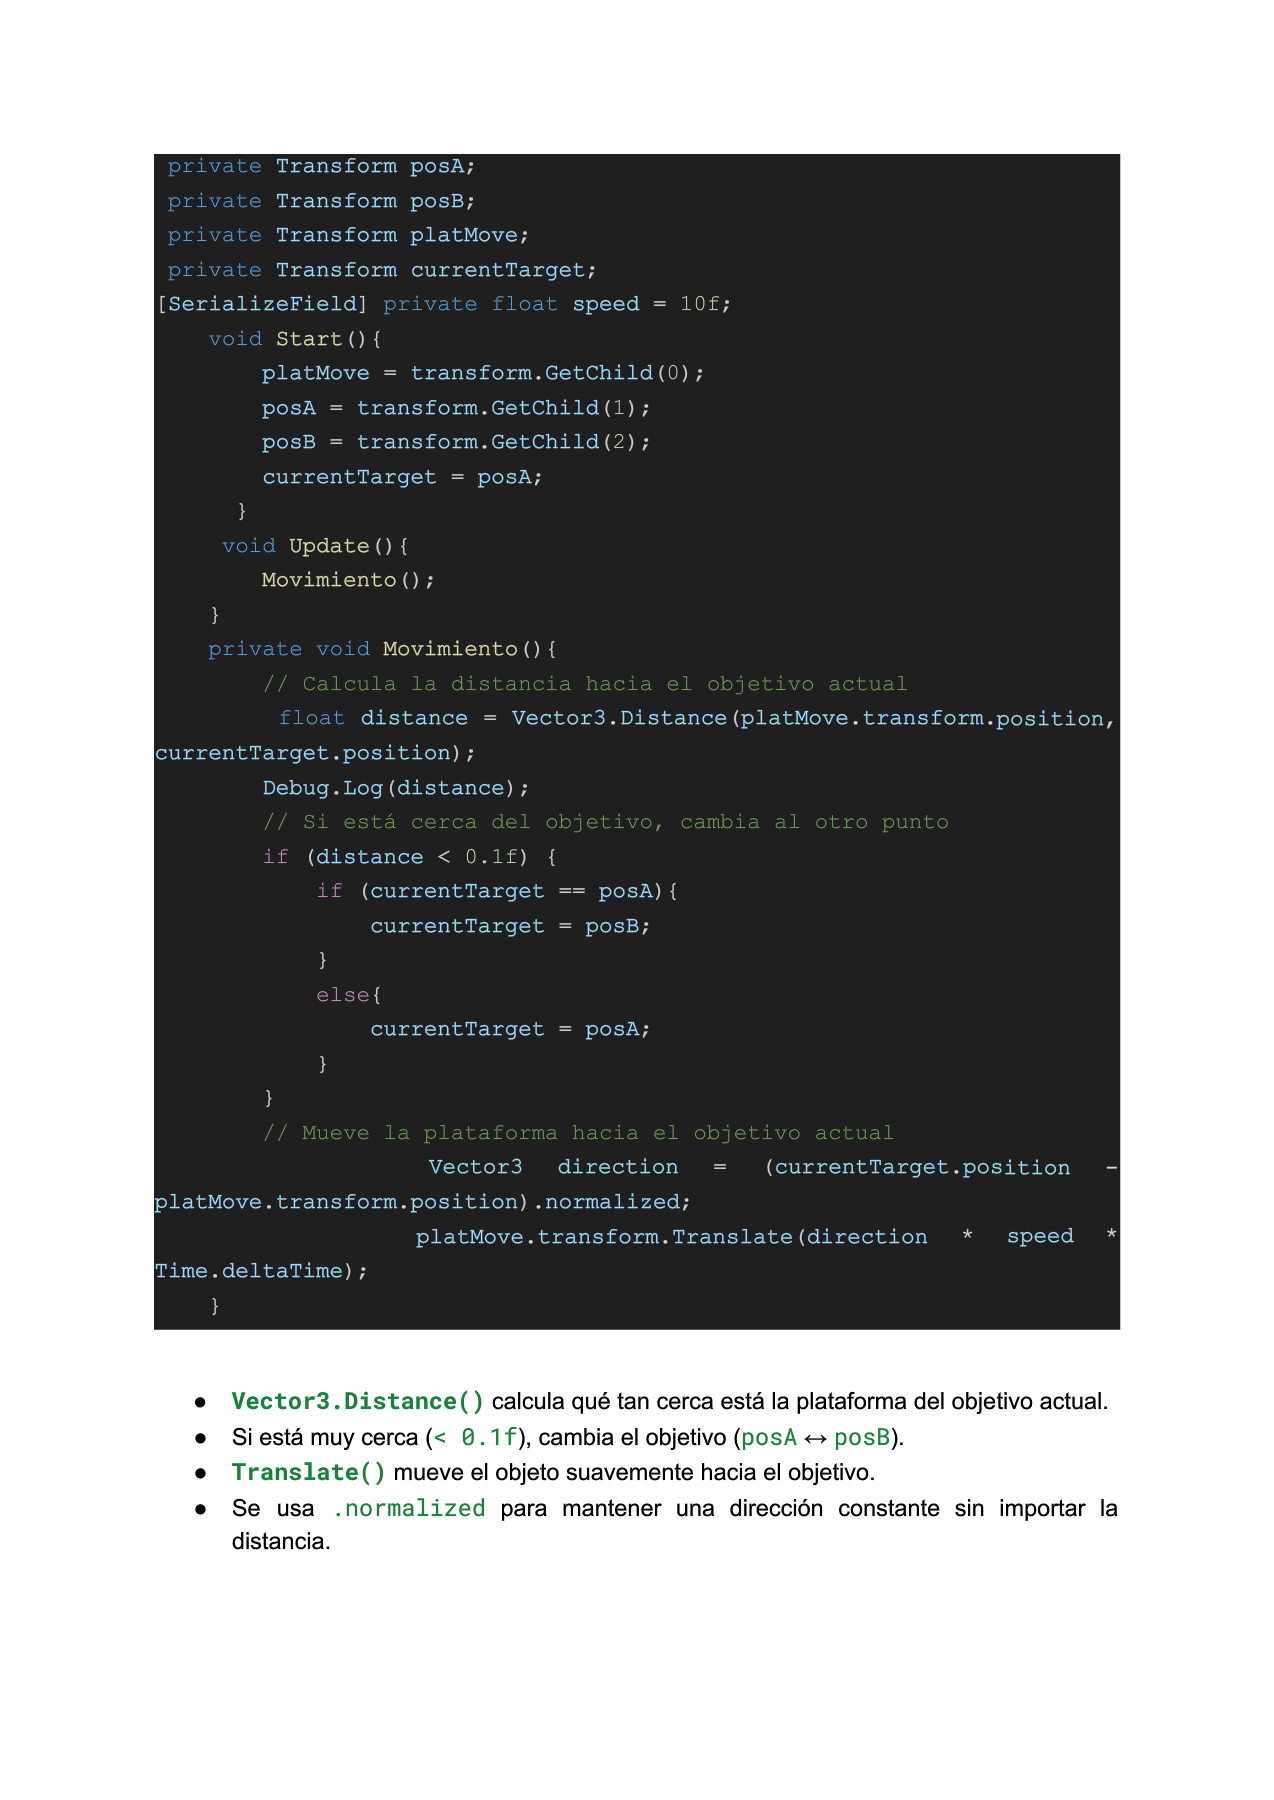 private Transform posA;
private Transform posB;
private Transform platMove;
private Transform currentTarget;
[SerializeField] private float speed = 10f;
void Start(){
platMove = transform.GetChild(0);
posA = transform.GetChild(1);
posB = transform.GetChild(2);
currentTarget = posA;
}
void Update(){
Movimiento();
}
private void Movimiento(){
// Calcula la distancia hacia el objetivo actual
float distance = Vector3.Distance(platMove.transform.position,
currentTarget.position);
Debug.Log(distance);
// Si está cerca del objetivo, cambia al otro punto
if (distance < 0.1f) {
if (currentTarget == posA){
currentTarget = posB;
}
else{
currentTarget = posA;
}
}
// Mueve la plataforma hacia el objetivo actual
Vector3 direction = (currentTarget.position -
platMove.transform.position).normalized;
platMove.transform.Translate(direction * speed *
Time.deltaTime);
}
● Vector3.Distance() calcula qué tan cerca está la plataforma del objetivo actual.
● Si está muy cerca (< 0.1f), cambia el objetivo (posA ↔ posB).
● Translate() mueve el objeto suavemente hacia el objetivo.
● Se usa .normalized para mantener una dirección constante sin importar la
distancia.